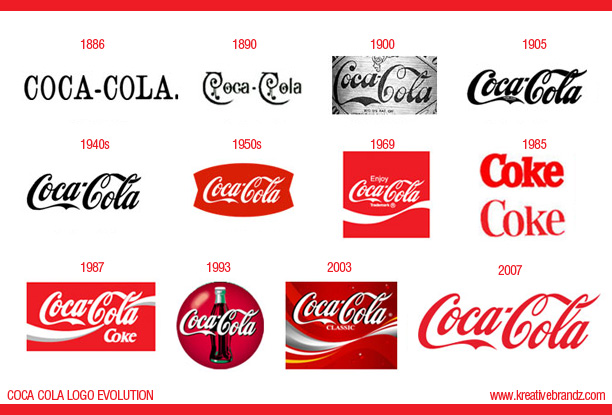 1886
1890
1900
1905
COCA-COLA.
Coca-Cola
Coca-Cola
Coca-Cola
1940s
1950s
1969
1985
Coca-Cola
Coca-Cola
Enjoy
Coca-Cola
Trademark ®
Coke
Coke
1987
1993
2003
2007
Coca-Cola
Coke
Coca-Cola
Coca-Cola
CLASSIC
Coca-Cola
COCA COLA LOGO EVOLUTION
www.kreativebrandz.com